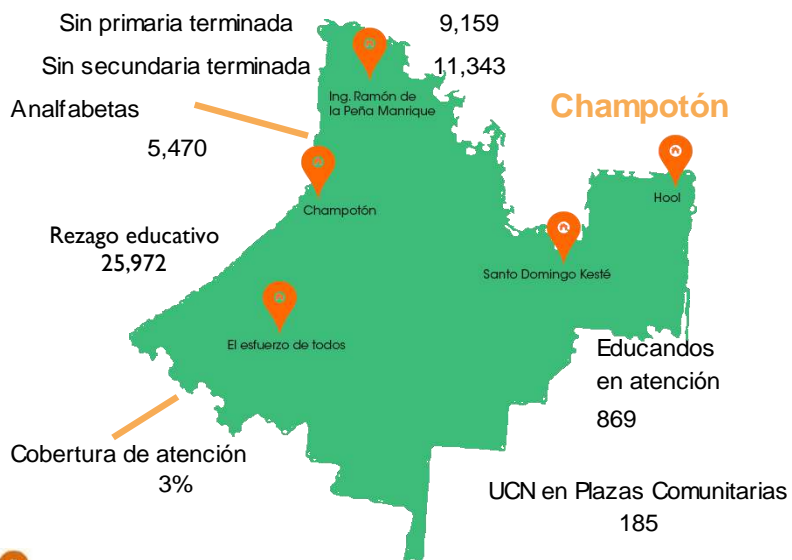 Sin primaria terminada 9,159
Sin secundaria terminada 11,343
Analfabetas
5,470
Ing. Ramón de
la Peña Manrique
Champotón
Hool
Champotón
Santo Domingo Kesté
Rezago educativo
25,972
El esfuerzo de todos
Educandos
en atención
869
Cobertura de atención
3%
UCN en Plazas Comunitarias
185